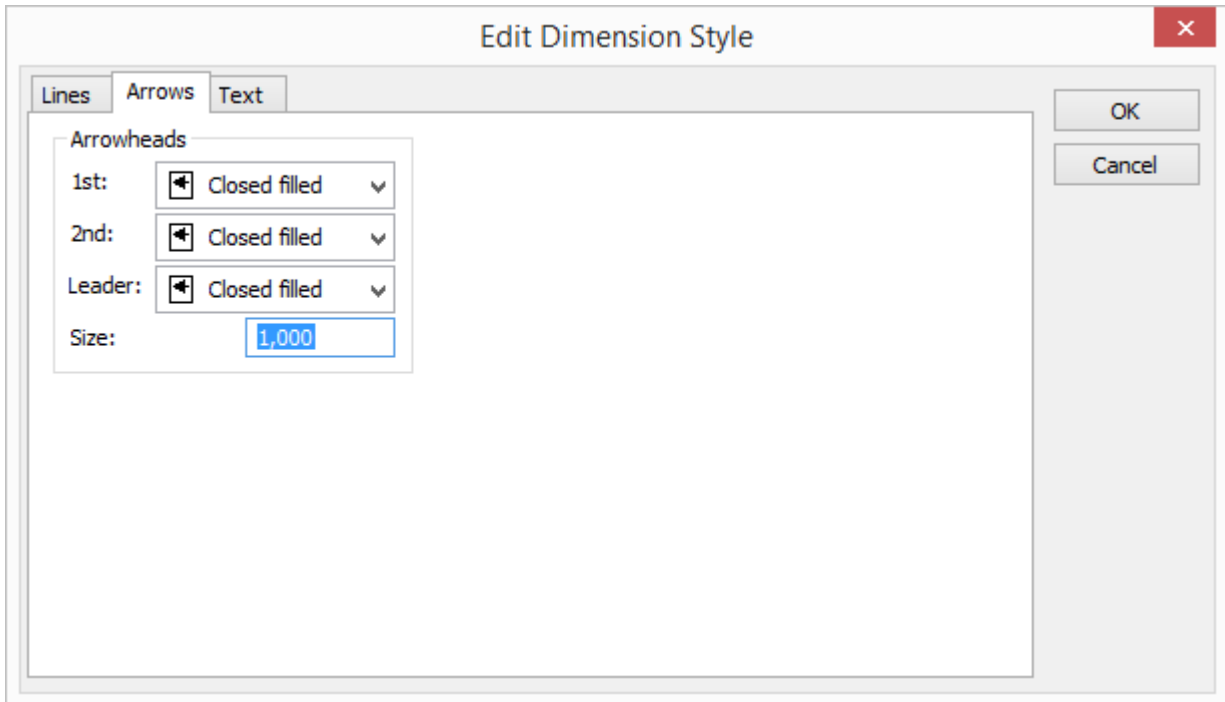 Edit Dimension Style
Lines Arrows Text
OK
Cancel
Arrowheads
1st: Closed filled
2nd: Closed filled
Leader: Closed filled
Size: 1,000